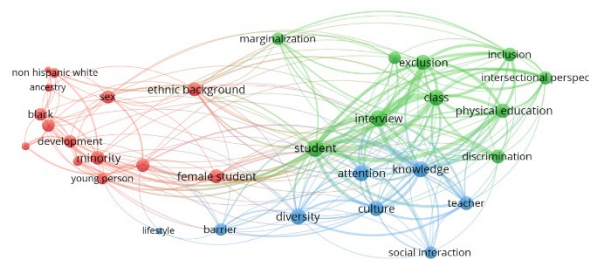 marginalization
inclusion
exclusion
non hispanic white
intersectional perspec
ancestry
ethnic background
sex
class
black
physical education
interview
development
student
minority
discrimination
knowledge
attention
young person
female student
teacher
culture
diversity
lifestyle
barrier
social interaction